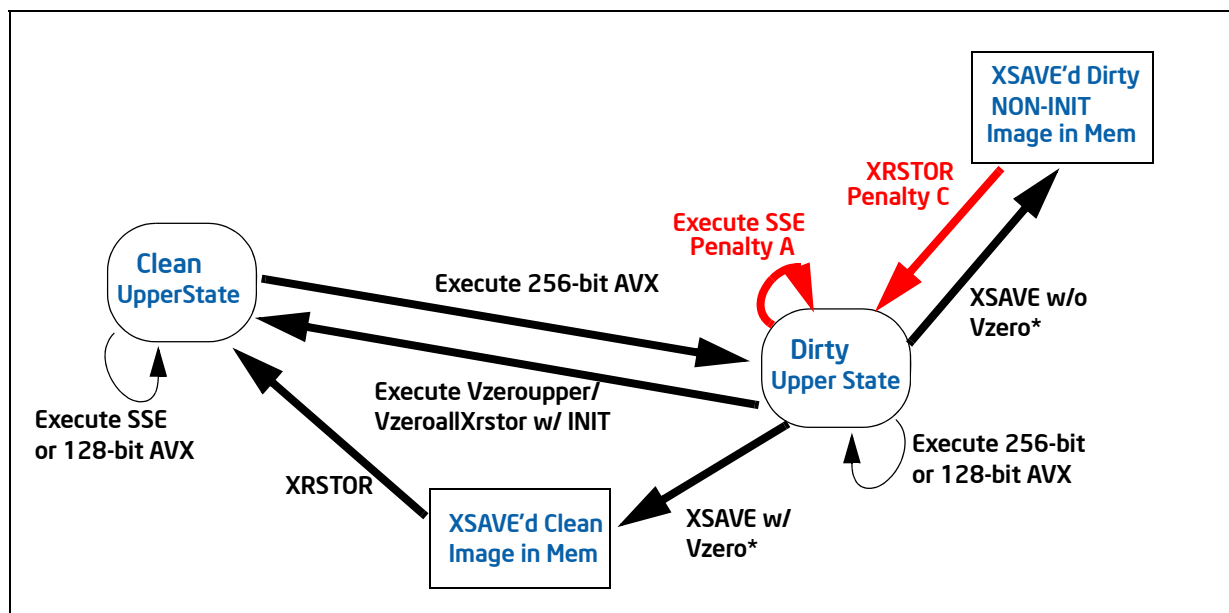 XSAVE'd Dirty
NON-INIT
Image in Mem
XRSTOR
Penalty C
Execute SSE
Penalty A
Clean
UpperState
Execute 256-bit AVX
XSAVE w/o
Vzero*
Dirty
Upper State
Execute Vzeroupper/
VzeroallXrstor w/ INIT
Execute SSE
or 128-bit AVX
Execute 256-bit
or 128-bit AVX
XRSTOR
XSAVE'd Clean
Image in Mem
XSAVE w/
Vzero*